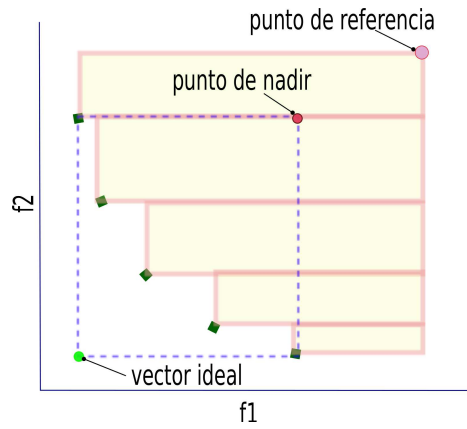 punto de referencia
punto de nadir
f2
vector ideal
f1